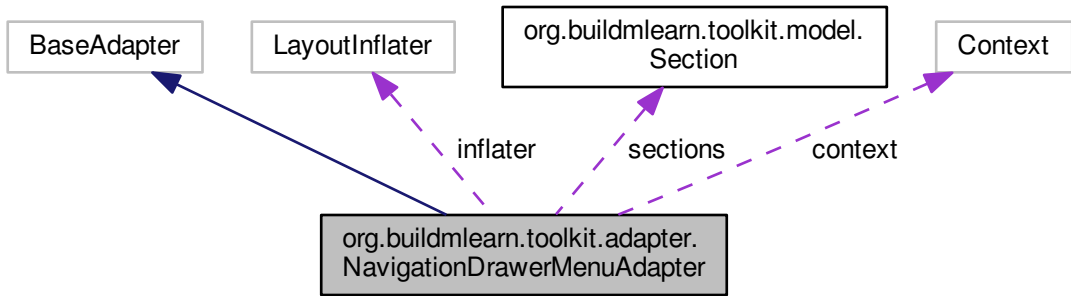 BaseAdapter
LayoutInflater
org.buildmlearn.toolkit.model.
Section
Context
inflater
sections
context
org.buildmlearn.toolkit.adapter.
NavigationDrawerMenuAdapter